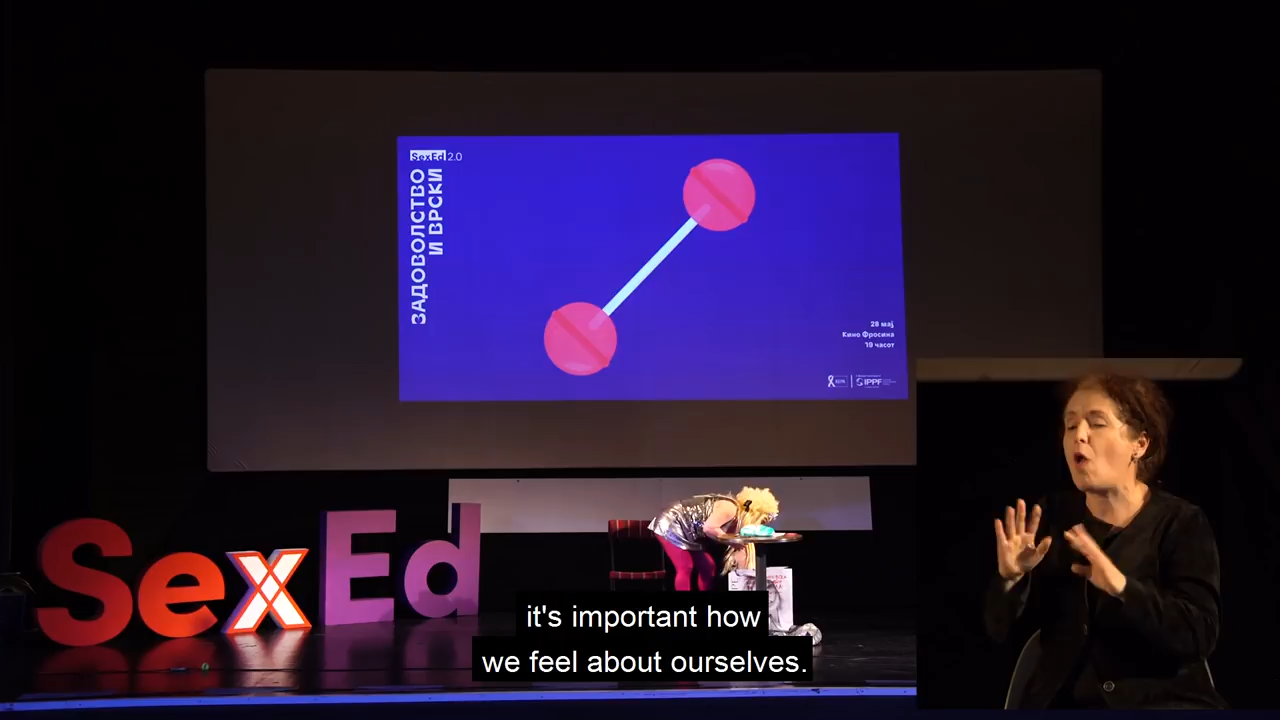 SexEd 2.0
ЗАДОВОЛСТВО
И ВРСКИ
28 мај
Кино Фросина
19 часот
IPPF
SexEd
it's important how
we feel about ourselves.